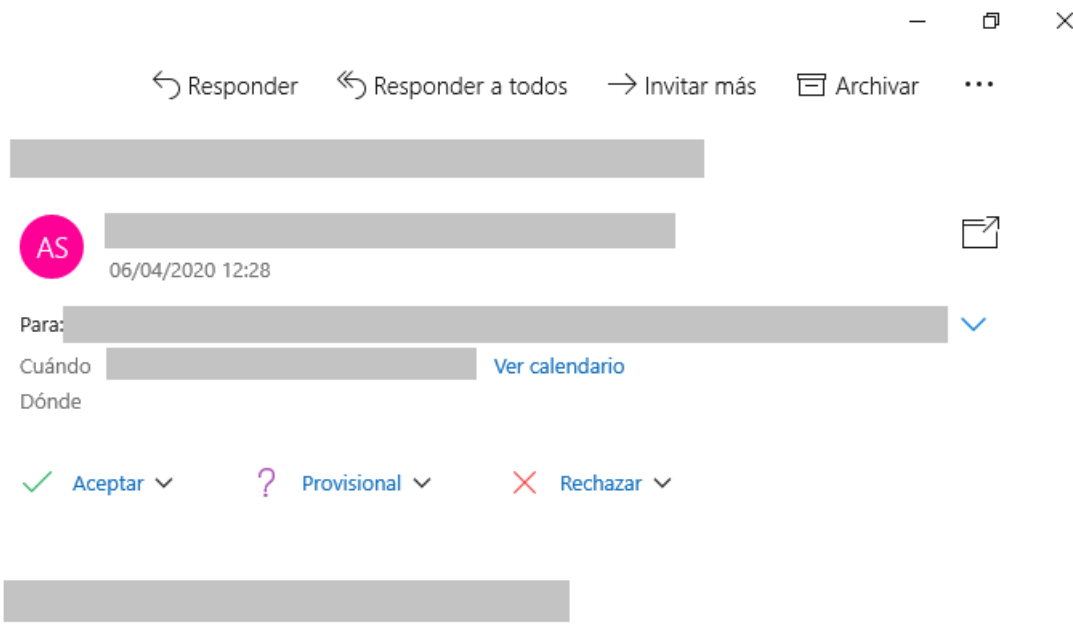 Responder Responder a todos Invitar más Archivar ...
AS
06/04/2020 12:28
Para:
Cuándo Ver calendario
Dónde
? Aceptar Provisional Rechazar